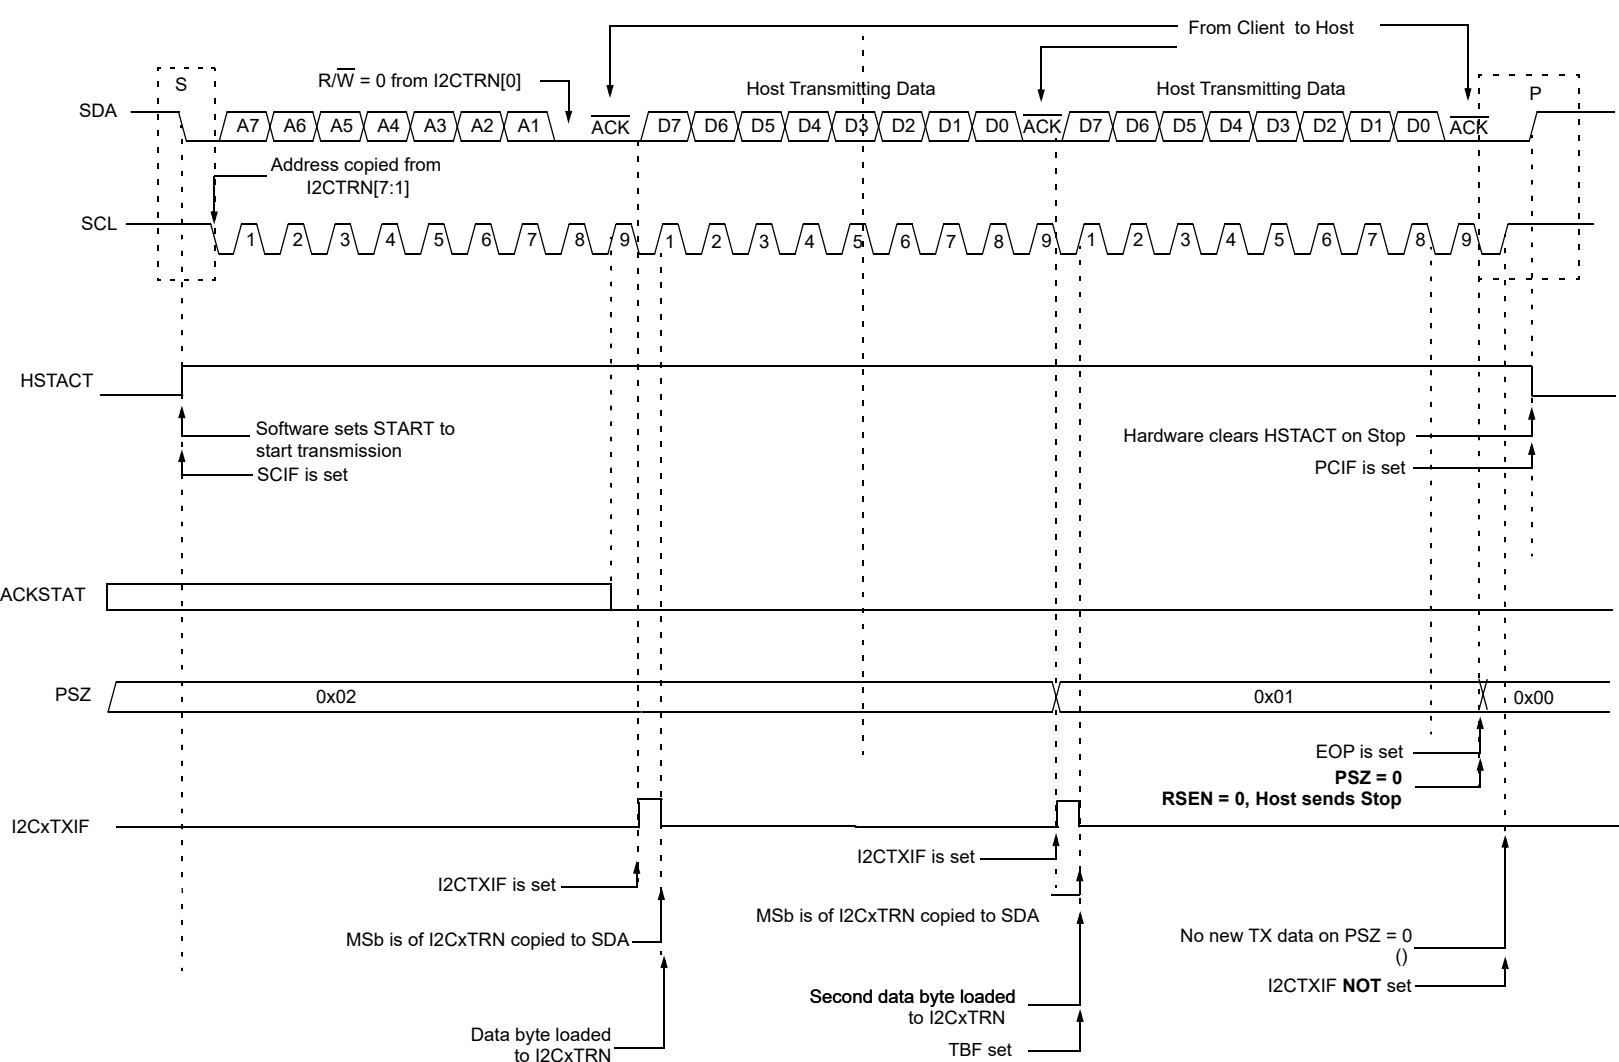 From Client to Host
S
R/W = 0 from I2CTRN[0]
Host Transmitting Data
Host Transmitting Data
P
SDA
A7 A6 A5 A4 A3 A2 A1 ACK D7 D6 D5 D4 D3 D2 D1 D0 ACK D7 D6 D5 D4 D3 D2 D1 D0 ACK
Address copied from
I2CTRN[7:1]
SCL
1 2 3 4 5 6 7 8 9 1 2 3 4 5 6 7 8 9 1 2 3 4 5 6 7 8 9
HSTACT
Software sets START to
start transmission
SCIF is set
Hardware clears HSTACT on Stop
PCIF is set
ACKSTAT
PSZ
0x02
0x01
0x00
EOP is set
PSZ = 0
RSEN = 0, Host sends Stop
I2CxTXIF
I2CTXIF is set
I2CTXIF is set
MSb is of I2CxTRN copied to SDA
MSb is of I2CxTRN copied to SDA
No new TX data on PSZ = 0
()
I2CTXIF NOT set
Second data byte loaded
to I2CxTRN
Data byte loaded
to I2CxTRN
TBF set